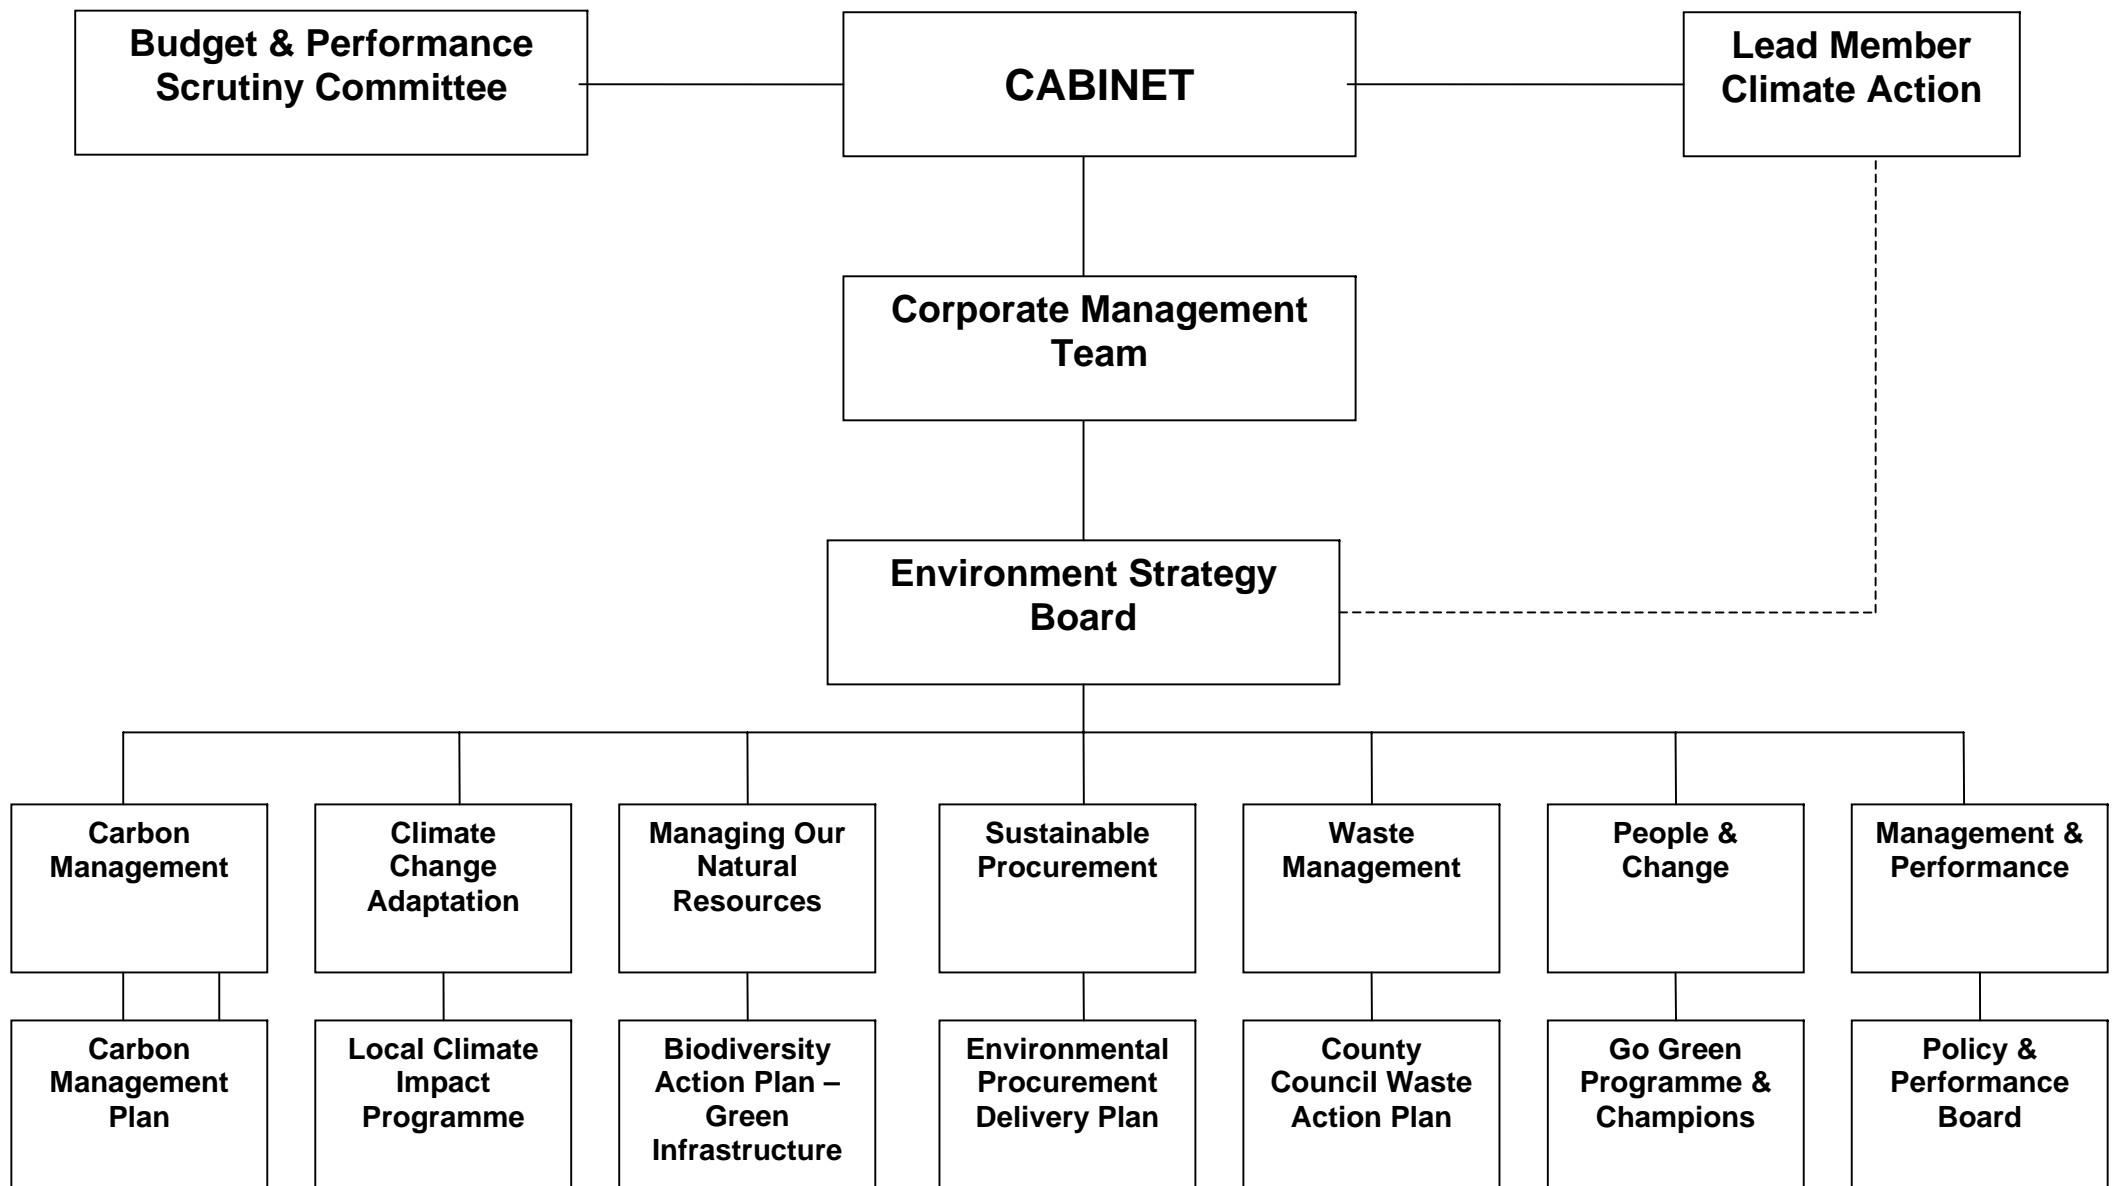 Budget & Performance
Scrutiny Committee
CABINET
Lead Member
Climate Action
Corporate Management
Team
Environment Strategy
Board
Carbon
Management
Climate
Change
Adaptation
Managing Our
Natural
Resources
Sustainable
Procurement
Waste
Management
People &
Change
Management &
Performance
Carbon
Management
Plan
Local Climate
Impact
Programme
Biodiversity
Action Plan –
Green
Infrastructure
Environmental
Procurement
Delivery Plan
County
Council Waste
Action Plan
Go Green
Programme &
Champions
Policy &
Performance
Board